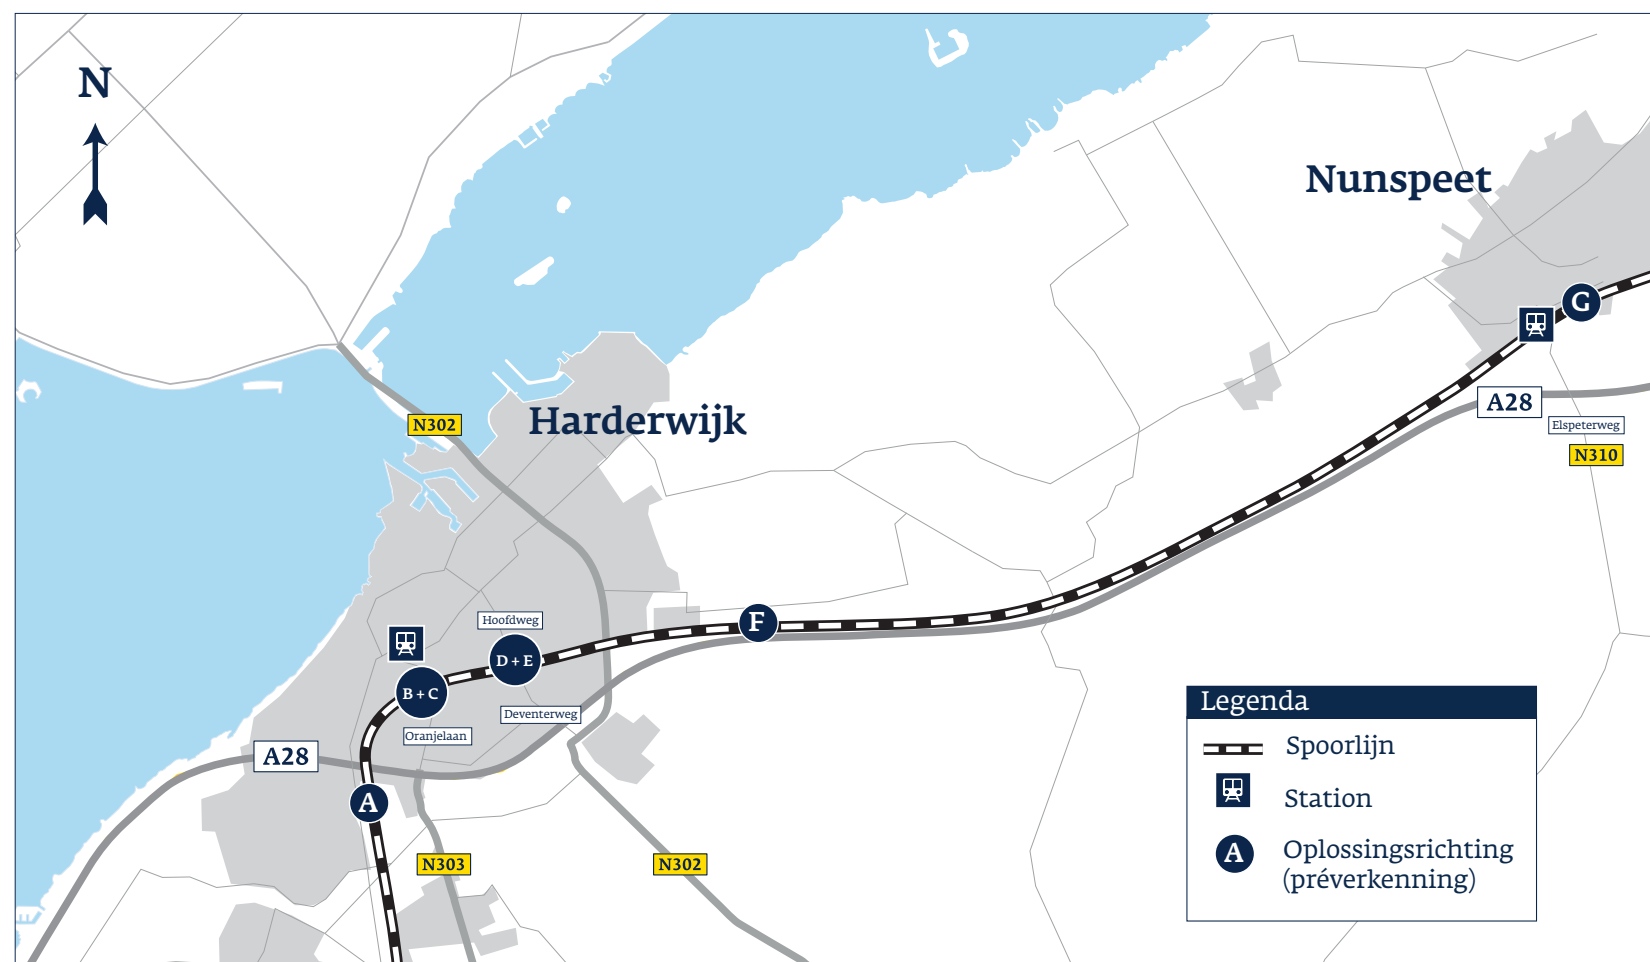 N
Nunspeet
G
A28
Elspeterweg
N310
Harderwijk
N302
Hoofdweg
F
D + E
B + C
Deventerweg
Oranjelaan
A28
A
N303
N302
Legenda
Spoorlijn
Station
A
Oplossingsrichting
(préverkenning)